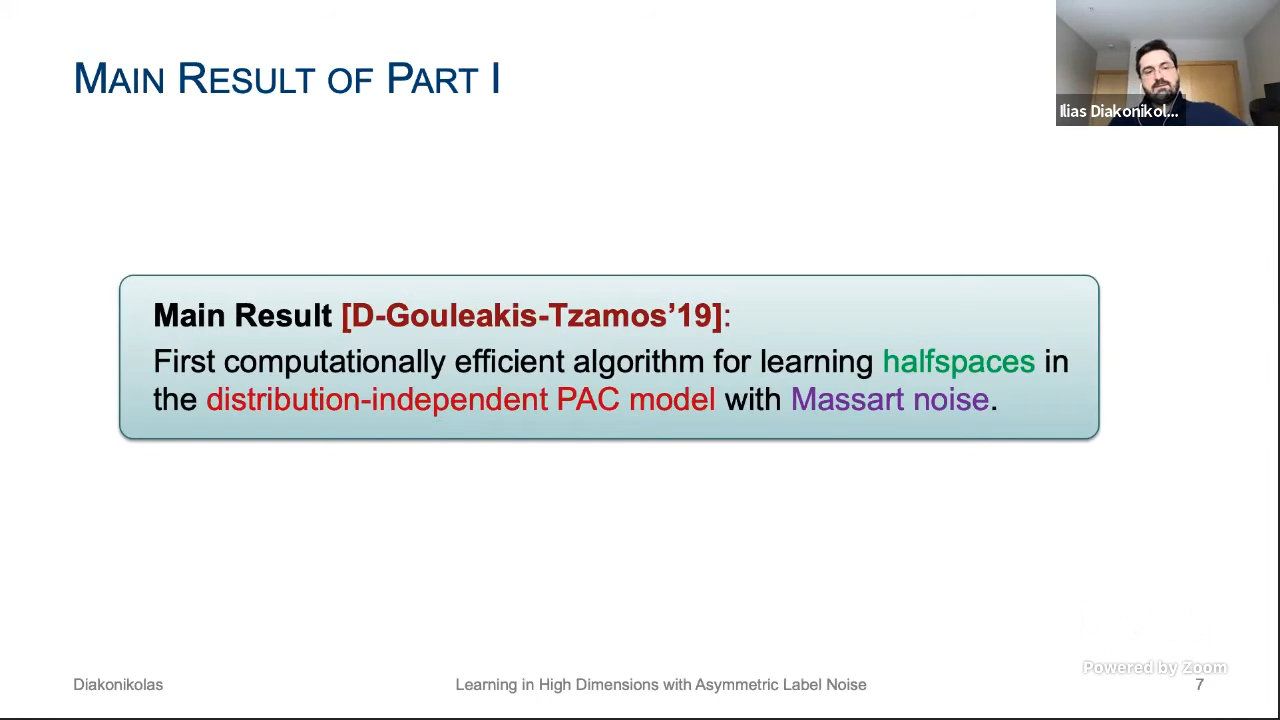 MAIN RESULT OF PART I
Ilias Diakonikol...
Main Result [D-Gouleakis-Tzamos’19]:
First computationally efficient algorithm for learning halfspaces in
the distribution-independent PAC model with Massart noise.
Powered by Zoom
Diakonikolas
Learning in High Dimensions with Asymmetric Label Noise
7